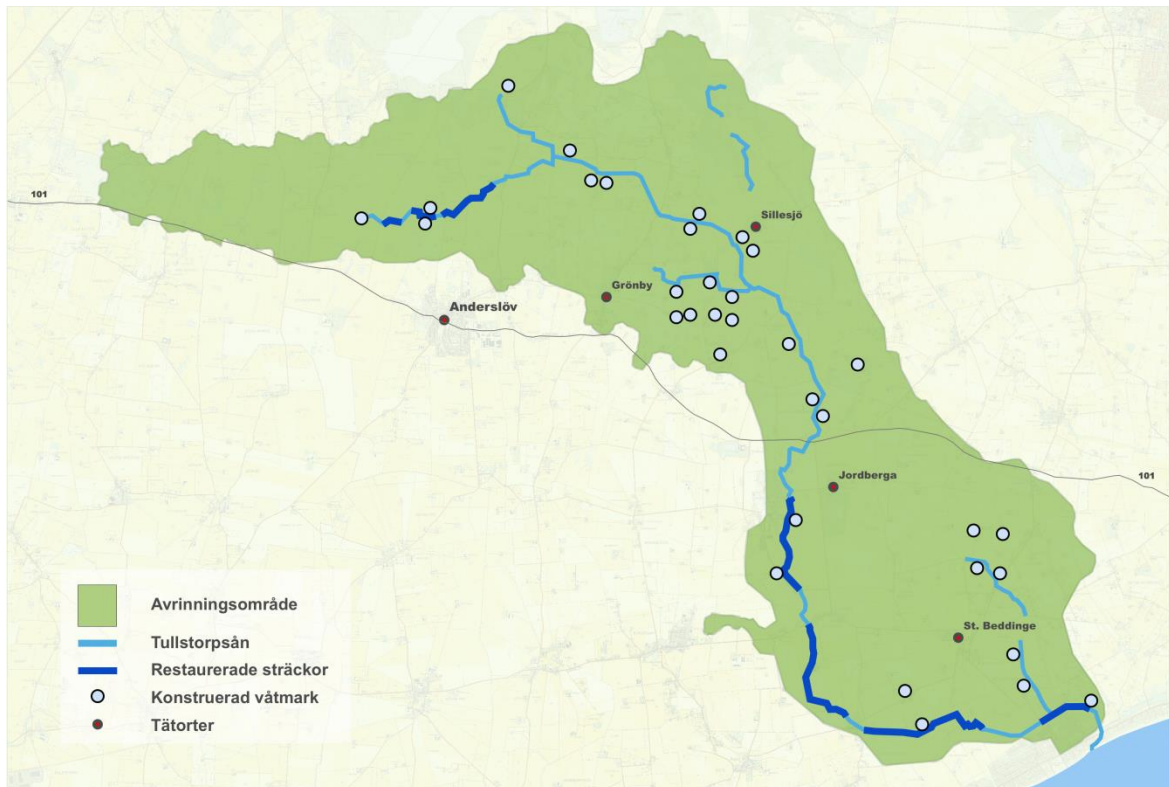 101
Sillesjö
Grönby
Anderslöv
101
Jordberga
St. Beddinge
Avrinningsområde
Tullstorpsån
Restaurerade sträckor
Konstruerad våtmark
Tätorter